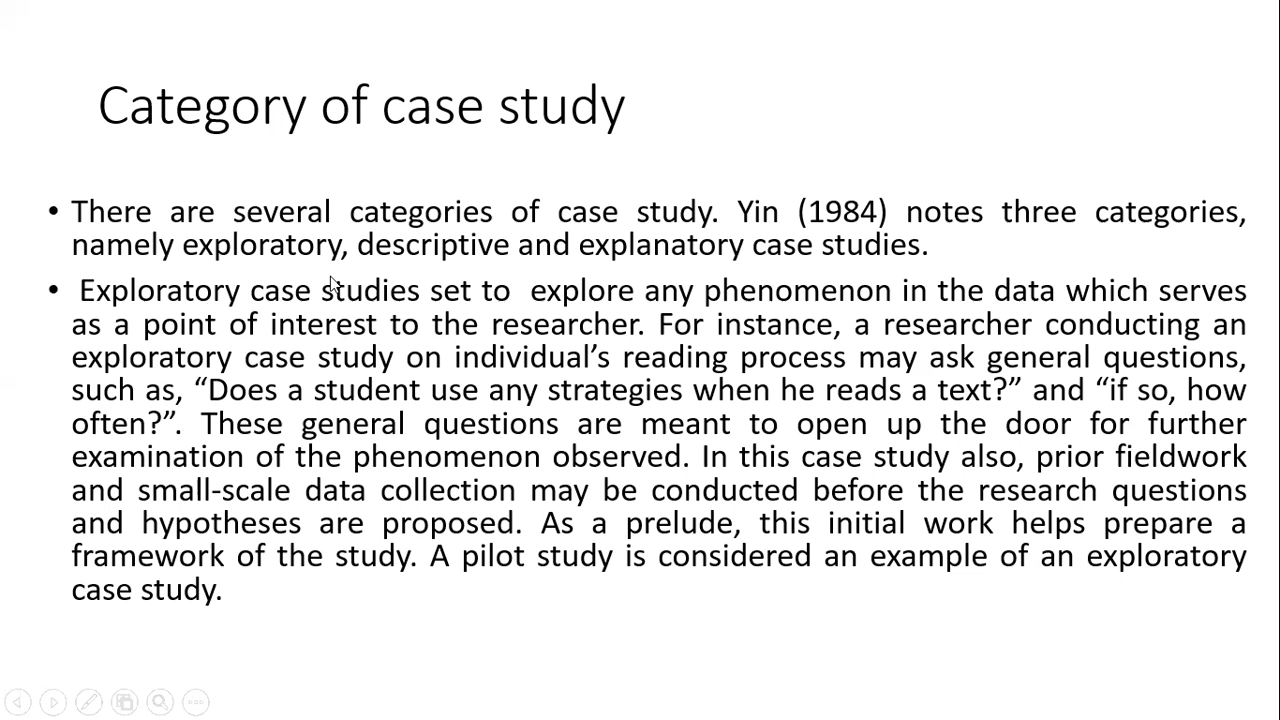 Category of case study
• There are several categories of case study. Yin (1984) notes three categories,
namely exploratory, descriptive and explanatory case studies.
• Exploratory case studies set to  explore any phenomenon in the data which serves
as a point of interest to the researcher. For instance, a researcher conducting an
exploratory case study on individual’s reading process may ask general questions,
such as, “Does a student use any strategies when he reads a text?” and “if so, how
often?”. These general questions are meant to open up the door for further
examination of the phenomenon observed. In this case study also, prior fieldwork
and small-scale data collection may be conducted before the research questions
and hypotheses are proposed. As a prelude, this initial work helps prepare a
framework of the study. A pilot study is considered an example of an exploratory
case study.